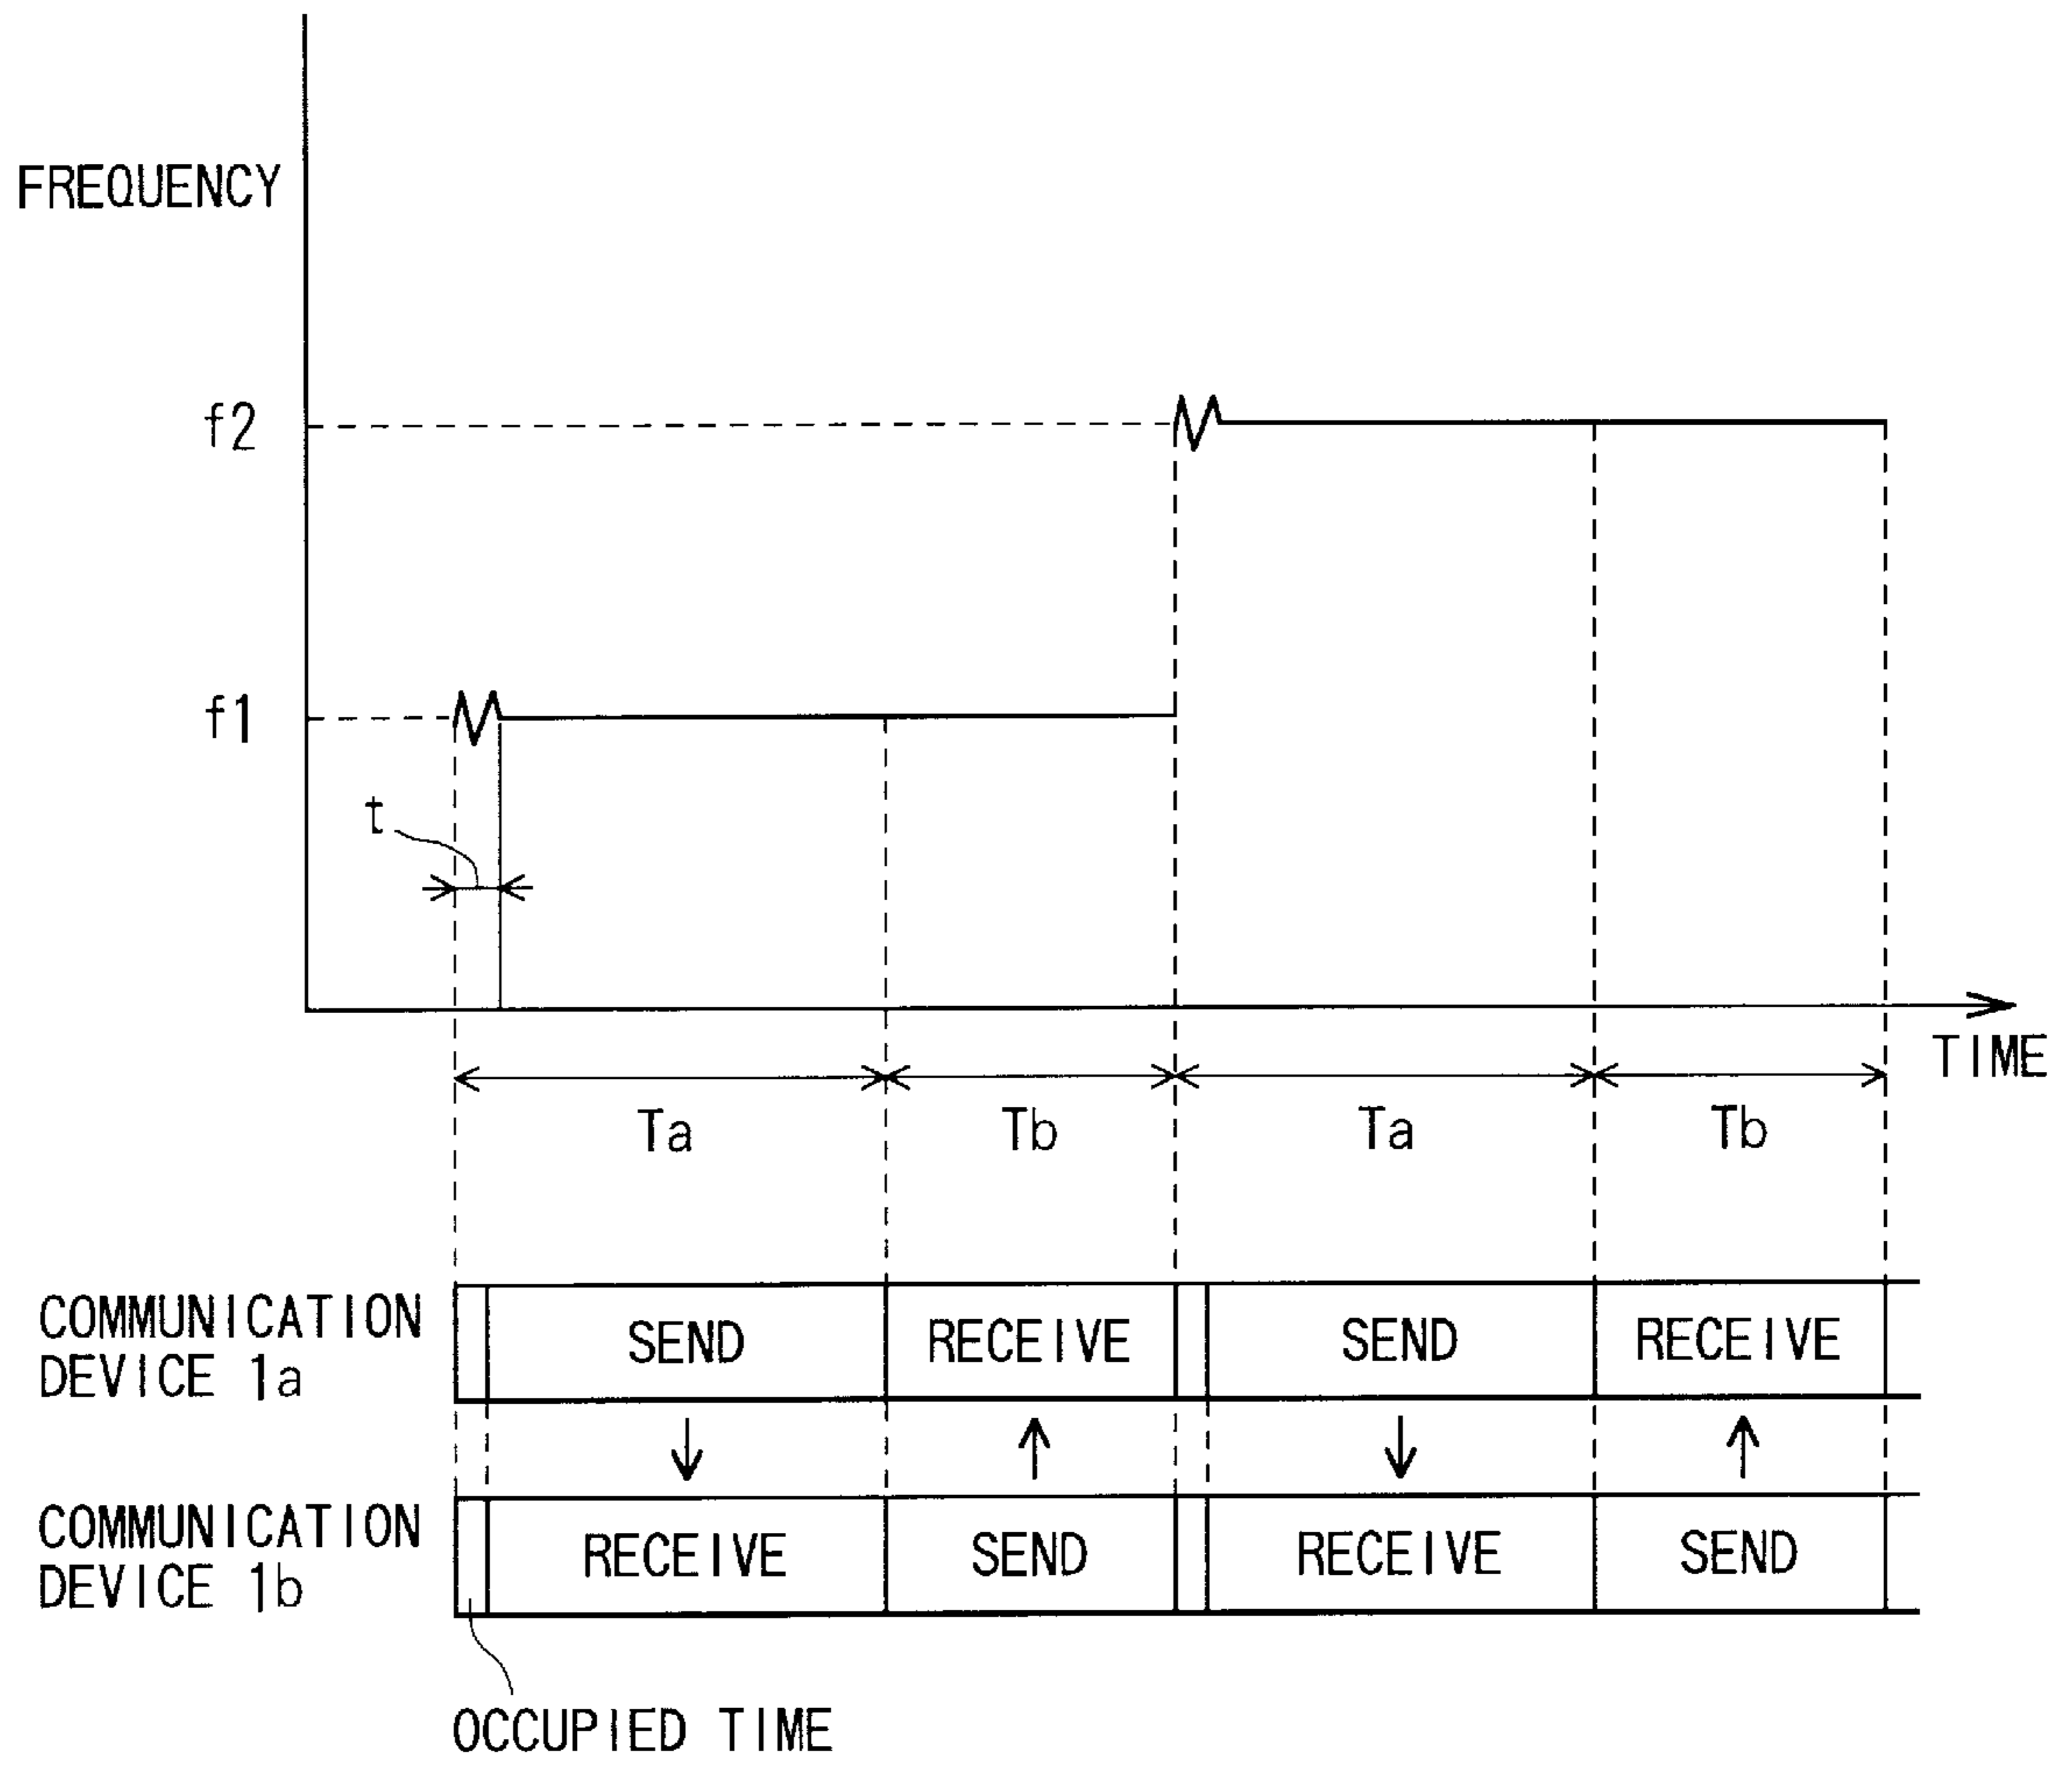 FREQUENCY
f2
f1
t
TIME
Ta Tb Ta Tb
COMMUNICATION
DEVICE 1a
SEND RECEIVE SEND RECEIVE
COMMUNICATION
DEVICE 1b
RECEIVE SEND RECEIVE SEND
OCCUPIED TIME